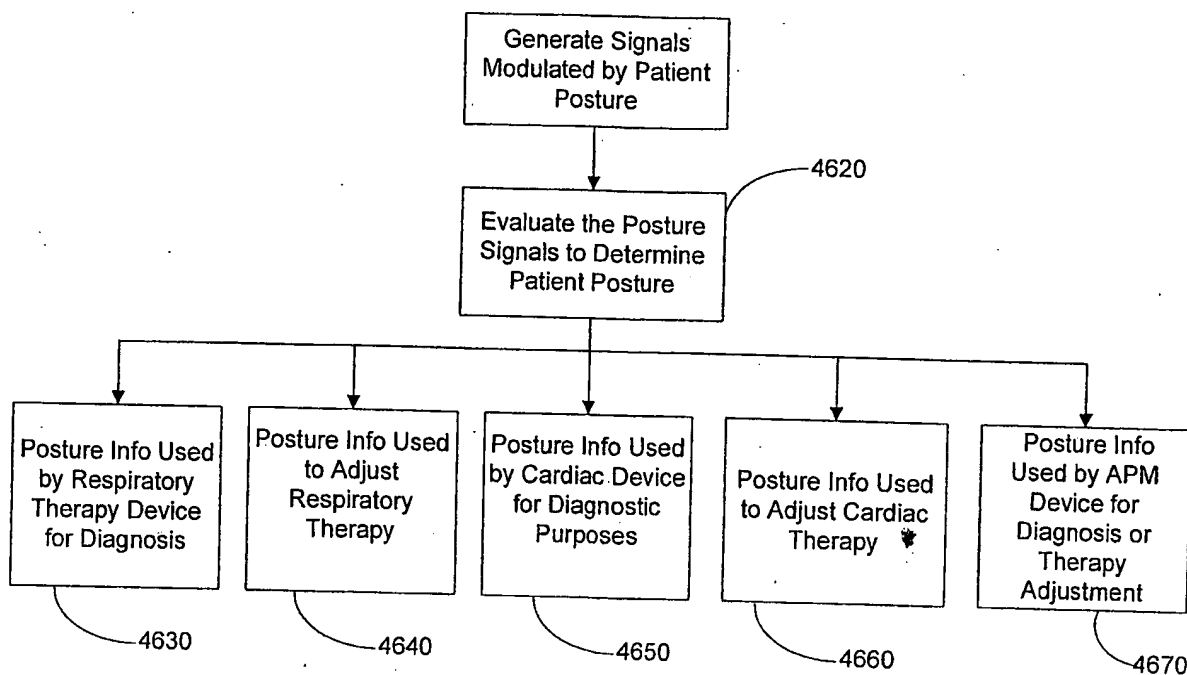 Generate Signals
Modulated by Patient
Posture
4620
Evaluate the Posture
Signals to Determine
Patient Posture
Posture Info Used
by Respiratory
Therapy Device
for Diagnosis
Posture Info Used
to Adjust
Respiratory
Therapy
Posture Info Used
by Cardiac Device
for Diagnostic
Purposes
Posture Info Used
to Adjust Cardiac
Therapy
Posture Info
Used by APM
Device for
Diagnosis or
Therapy
Adjustment
4630
4640
4650
4660
4670